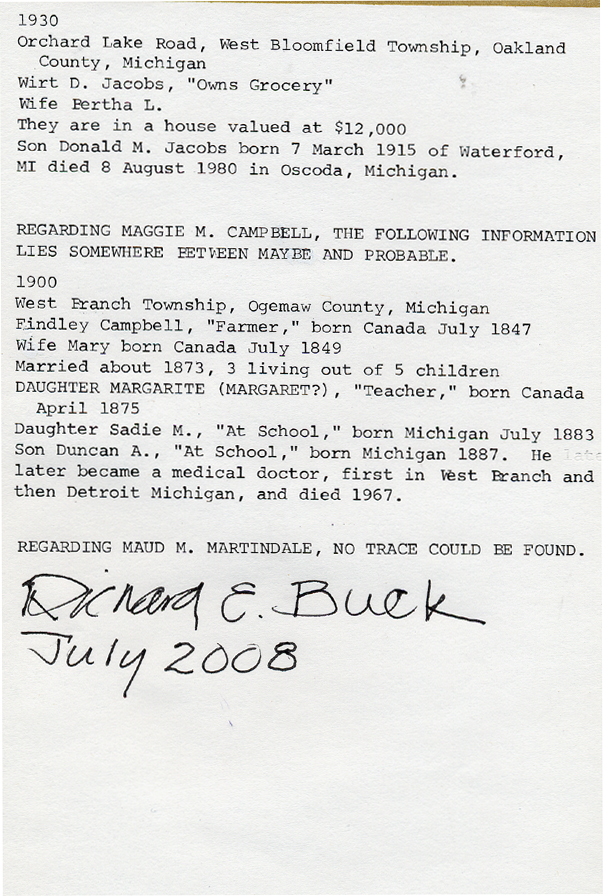 1930
Orchard Lake Road, West Bloomfield Township, Oakland
County, Michigan
Wirt D. Jacobs, "Owns Grocery"
Wife Bertha L.
They are in a house valued at $12,000
Son Donald M. Jacobs born 7 March 1915 of Waterford,
MI died 8 August 1980 in Oscoda, Michigan.
REGARDING MAGGIE M. CAMPBELL, THE FOLLOWING INFORMATION
LIES SOMEWHERE BETWEEN MAYBE AND PROBABLE.
1900
West Branch Township, Ogemaw County, Michigan
Findley Campbell, "Farmer," born Canada July 1847
Wife Mary born Canada July 1849
Married about 1873, 3 living out of 5 children
DAUGHTER MARGARITE (MARGARET?), "Teacher," born Canada
April 1875
Daughter Sadie M., "At School," born Michigan July 1883
Son Duncan A., "At School," born Michigan 1887. He late
later became a medical doctor, first in West Branch and
then Detroit Michigan, and died 1967.
REGARDING MAUD M. MARTINDALE, NO TRACE COULD BE FOUND.
Richard E. Buck
July 2008